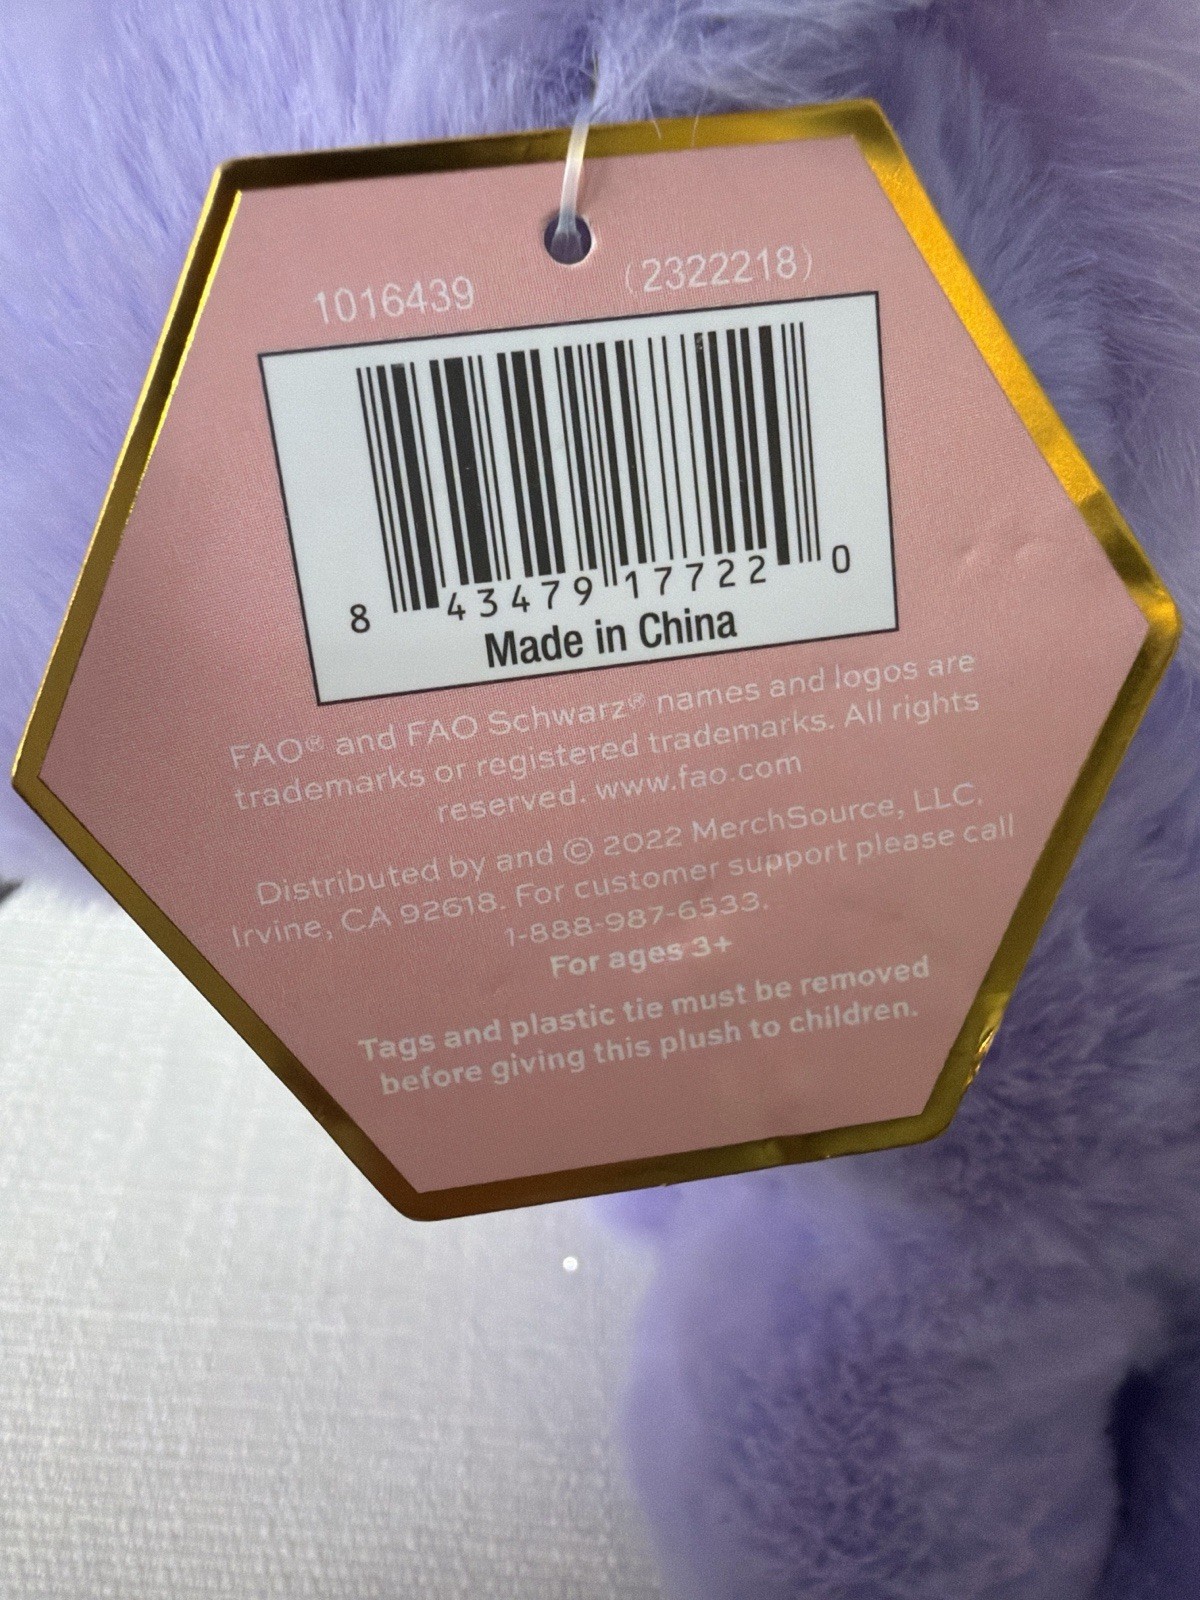 1016439 (2322218)
8 43479 17722 0
Made in China
FAO® and FAO Schwarz® names and logos are
trademarks or registered trademarks. All rights
reserved. www.fao.com
Distributed by and © 2022 MerchSource, LLC,
Irvine, CA 92618. For customer support please call
1-888-987-6533.
For ages 3+
Tags and plastic tie must be removed
before giving this plush to children.